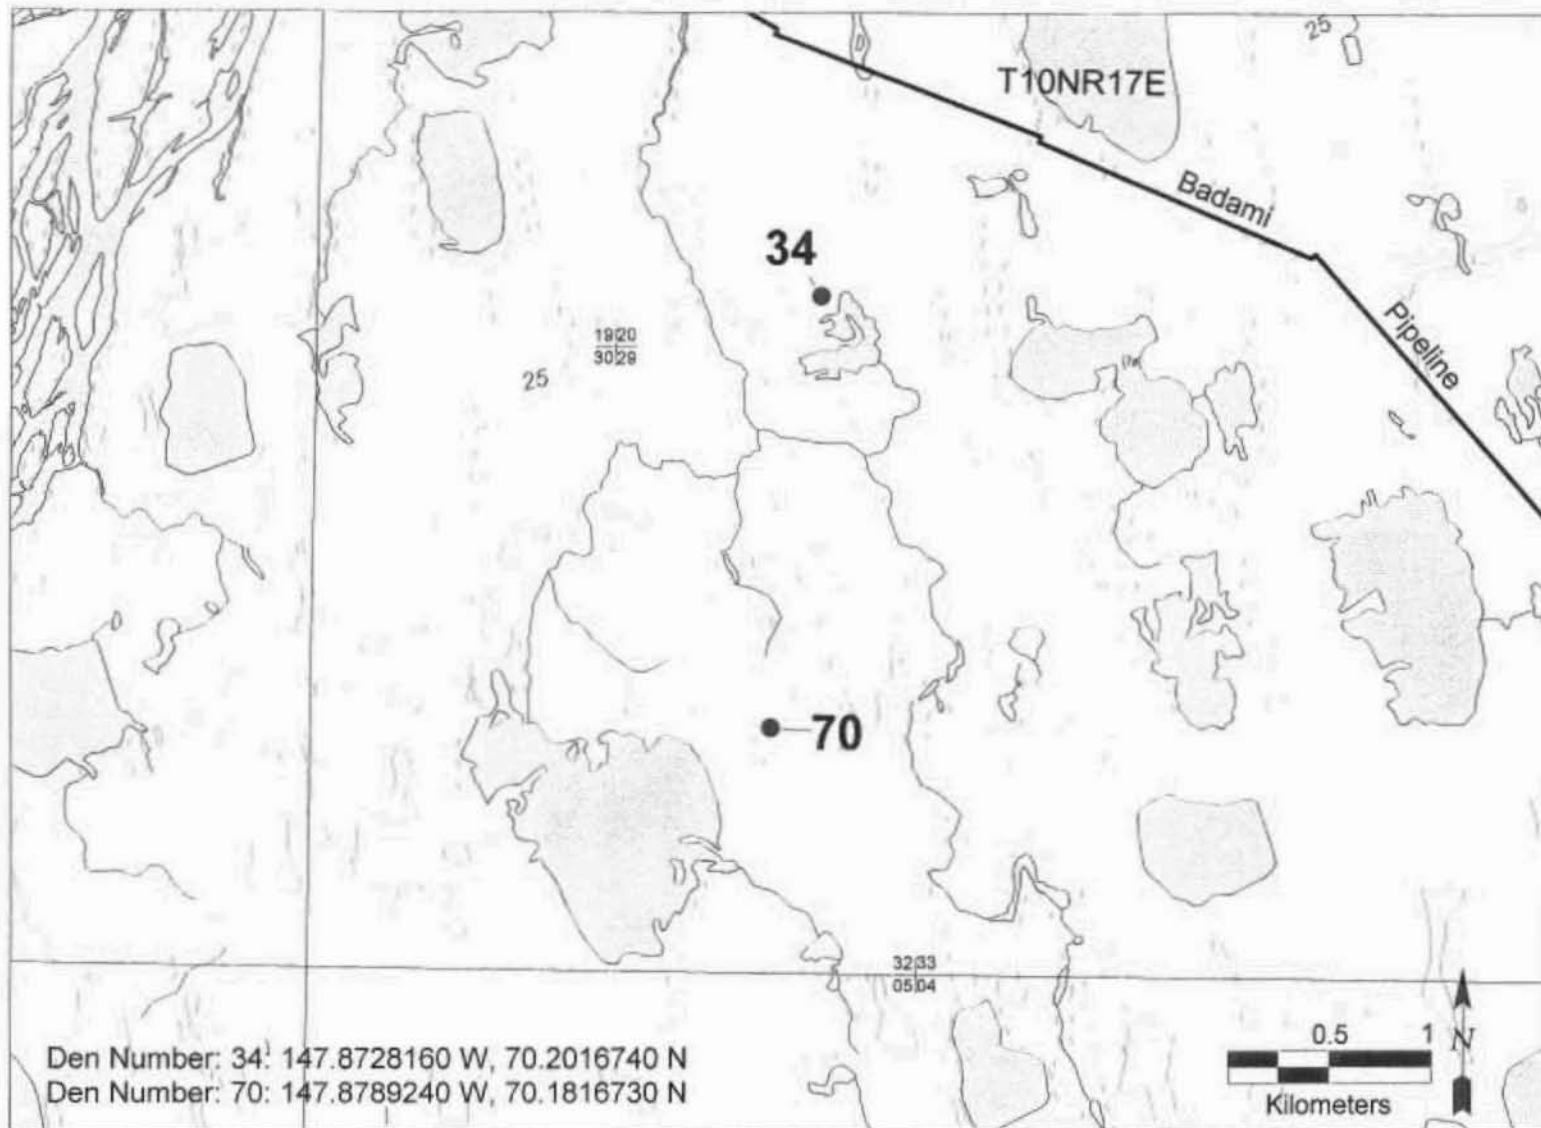 25
T10NR17E
Badami
34
Pipeline
19 20
30 29
25
70
32 33
05 04
0.5 1
N
Kilometers
Den Number: 34: 147.8728160 W, 70.2016740 N
Den Number: 70: 147.8789240 W, 70.1816730 N